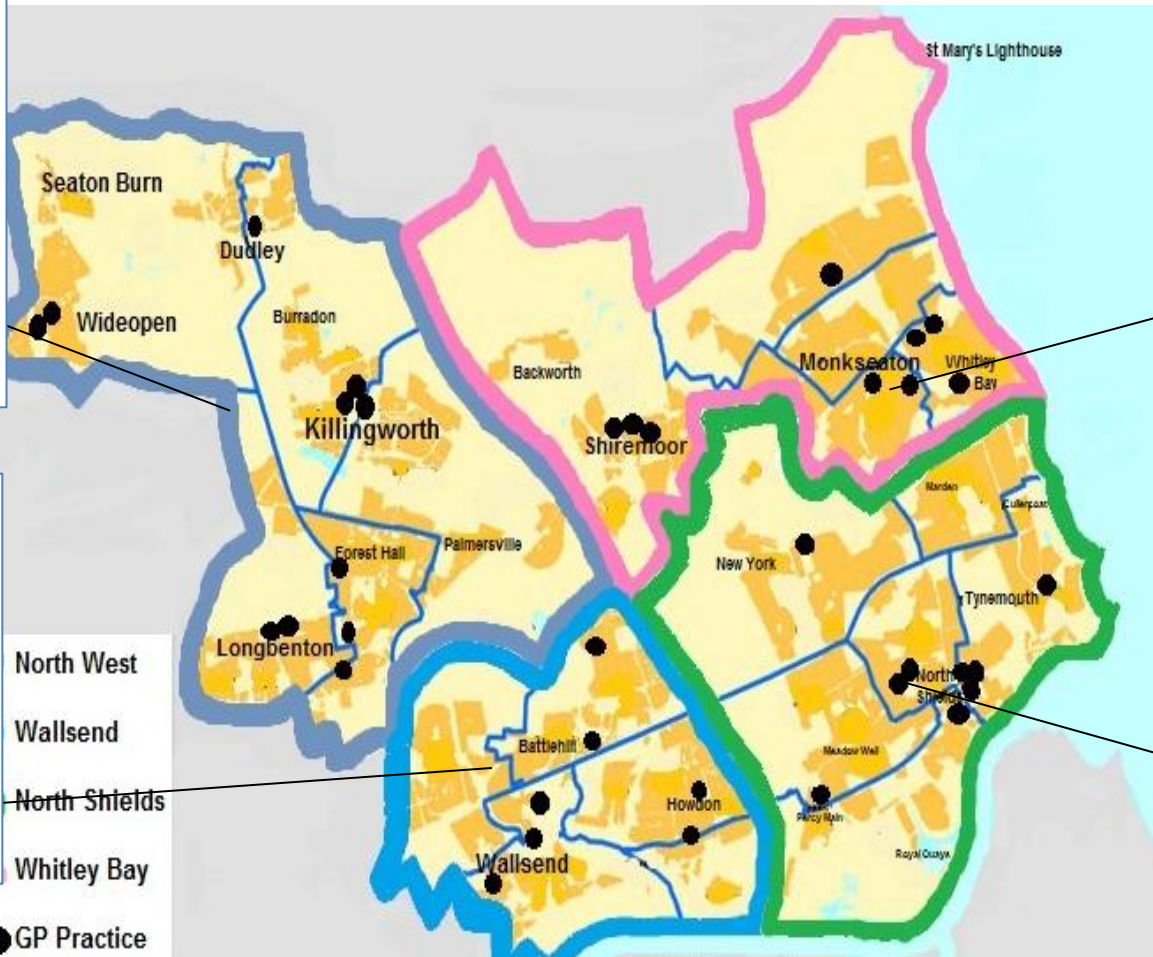 St Mary's Lighthouse
Seaton Burn
Dudley
Wideopen
Burradon
Killingworth
Backworth
Shiremoor
Monkseaton
Whitley
Bay
Marden
Cullercoats
New York
Tynemouth
Forest Hall
Palmersville
Longbenton
North
Shields
Battlehill
Meadow Well
Howdon
Percy Main
Wallsend
Royal Quays
North West
Wallsend
North Shields
Whitley Bay
GP Practice